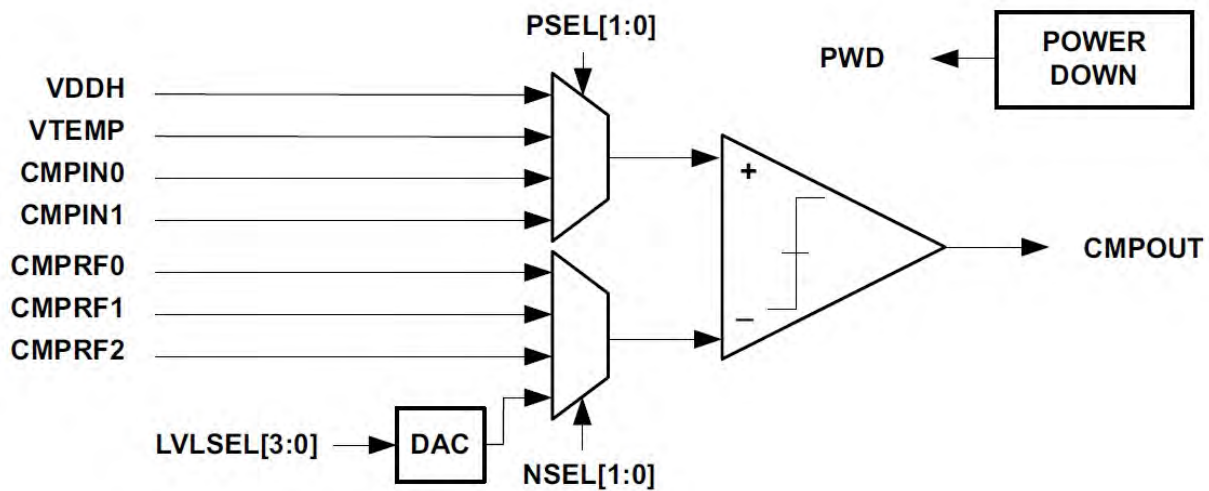 PSEL[1:0]
POWER
DOWN
PWD
VDDH
VTEMP
CMPIN0
CMPIN1
+
CMPRF0
CMPRF1
CMPRF2
−
CMPOUT
LVLSEL[3:0]
DAC
NSEL[1:0]